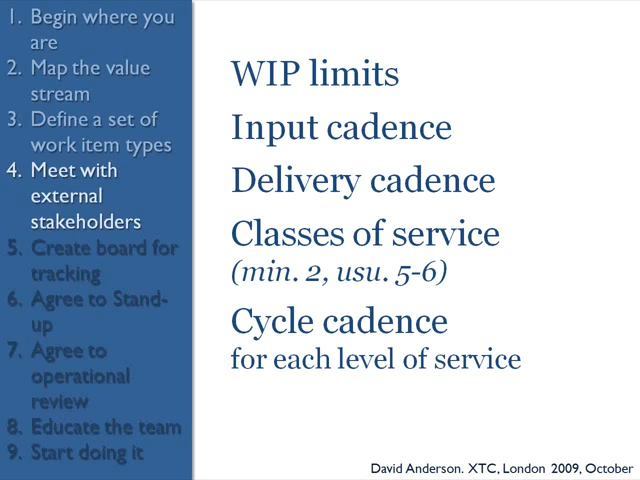 1. Begin where you
are
2. Map the value
stream
3. Define a set of
work item types
4. Meet with
external
stakeholders
5. Create board for
tracking
6. Agree to Stand-
up
7. Agree to
operational
review
8. Educate the team
9. Start doing it
WIP limits
Input cadence
Delivery cadence
Classes of service
(min. 2, usu. 5-6)
Cycle cadence
for each level of service
David Anderson. XTC, London 2009, October